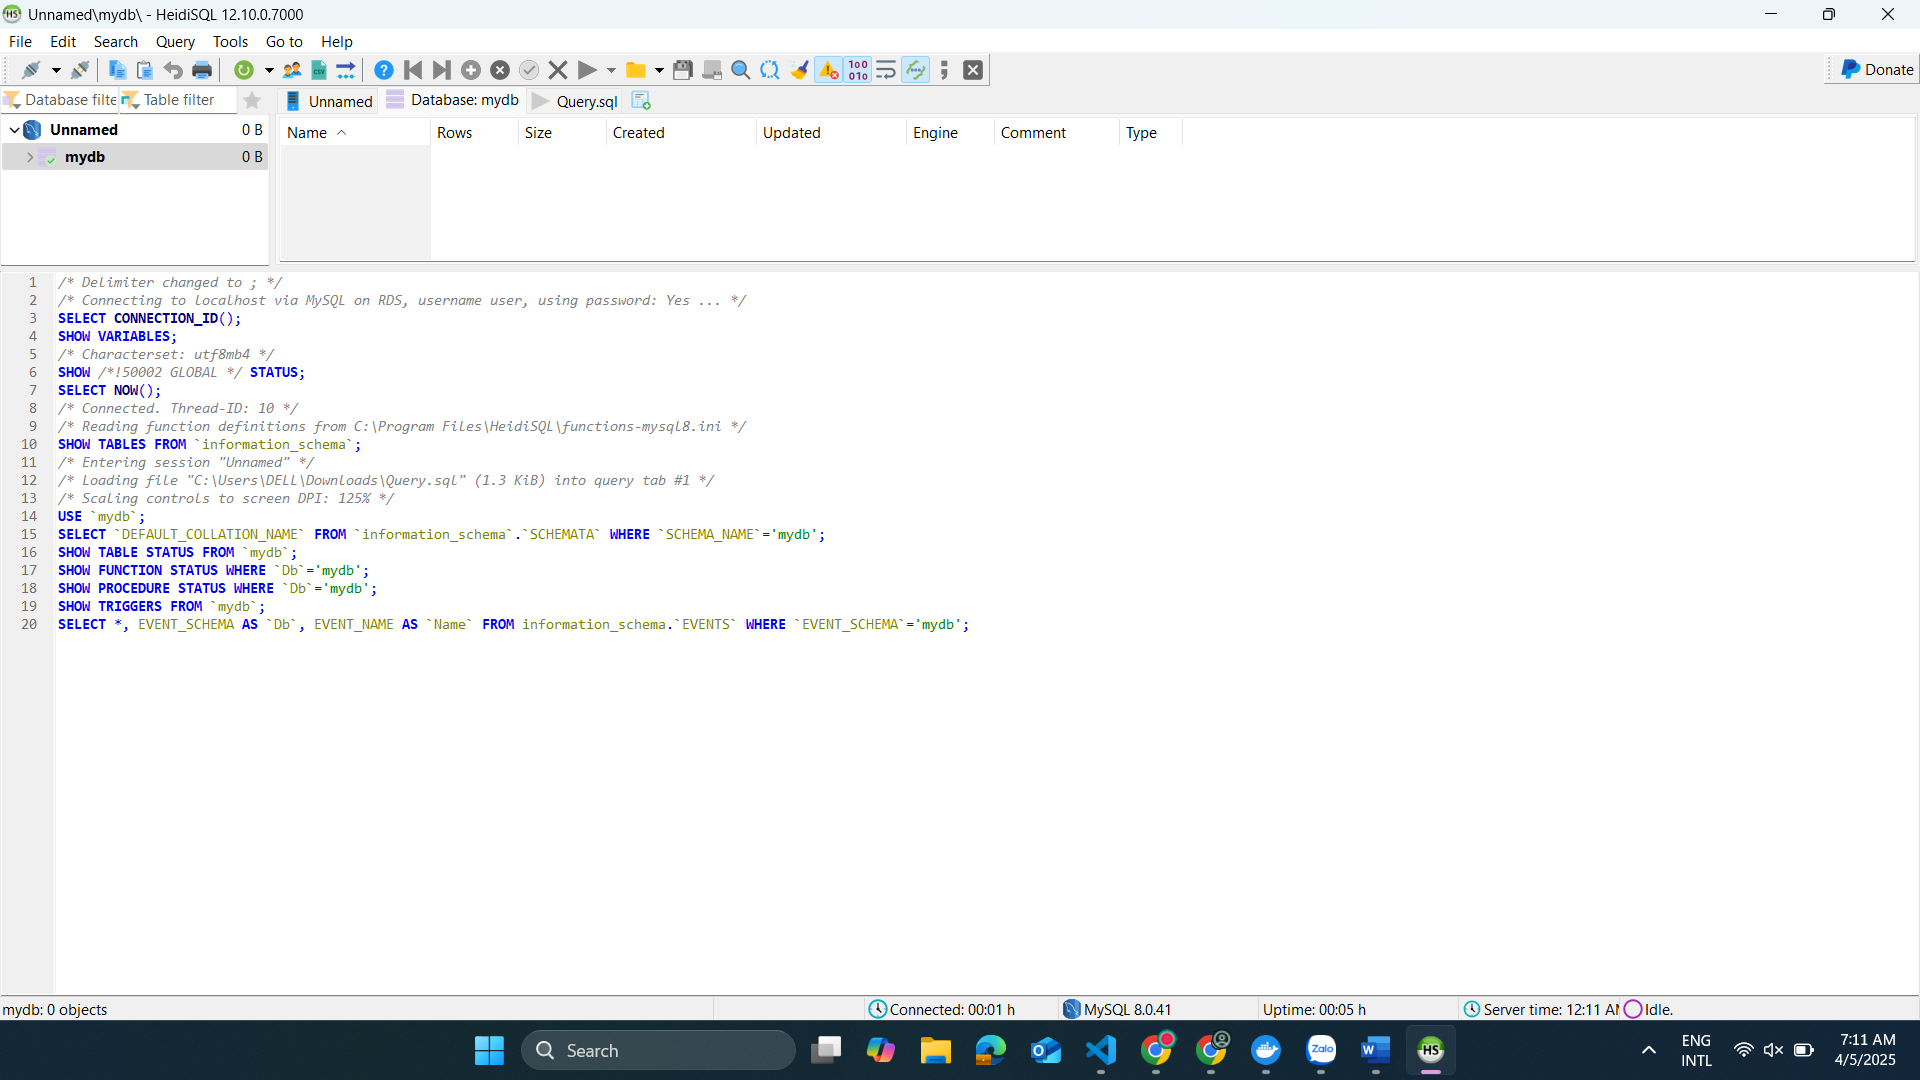 Unnamed\mydb\ - HeidiSQL 12.10.0.7000
File Edit Search Query Tools Go to Help
Donate
Database filte Table filter
Unnamed Database: mydb Query.sql
Unnamed 0 B
mydb 0 B
Name Rows Size Created Updated Engine Comment Type
1 /* Delimiter changed to ; */
2 /* Connecting to localhost via MySQL on RDS, username user, using password: Yes ... */
3 SELECT CONNECTION_ID();
4 SHOW VARIABLES;
5 /* Characterset: utf8mb4 */
6 SHOW /*!50002 GLOBAL */ STATUS;
7 SELECT NOW();
8 /* Connected. Thread-ID: 10 */
9 /* Reading function definitions from C:\Program Files\HeidiSQL\functions-mysql8.ini */
10 SHOW TABLES FROM `information_schema`;
11 /* Entering session "Unnamed" */
12 /* Loading file "C:\Users\DELL\Downloads\Query.sql" (1.3 KiB) into query tab #1 */
13 /* Scaling controls to screen DPI: 125% */
14 USE `mydb`;
15 SELECT `DEFAULT_COLLATION_NAME` FROM `information_schema`.`SCHEMATA` WHERE `SCHEMA_NAME`='mydb';
16 SHOW TABLE STATUS FROM `mydb`;
17 SHOW FUNCTION STATUS WHERE `Db`='mydb';
18 SHOW PROCEDURE STATUS WHERE `Db`='mydb';
19 SHOW TRIGGERS FROM `mydb`;
20 SELECT *, EVENT_SCHEMA AS `Db`, EVENT_NAME AS `Name` FROM information_schema.`EVENTS` WHERE `EVENT_SCHEMA`='mydb';
mydb: 0 objects Connected: 00:01 h MySQL 8.0.41 Uptime: 00:05 h Server time: 12:11 AM Idle.
Search
ENG
INTL
7:11 AM
4/5/2025